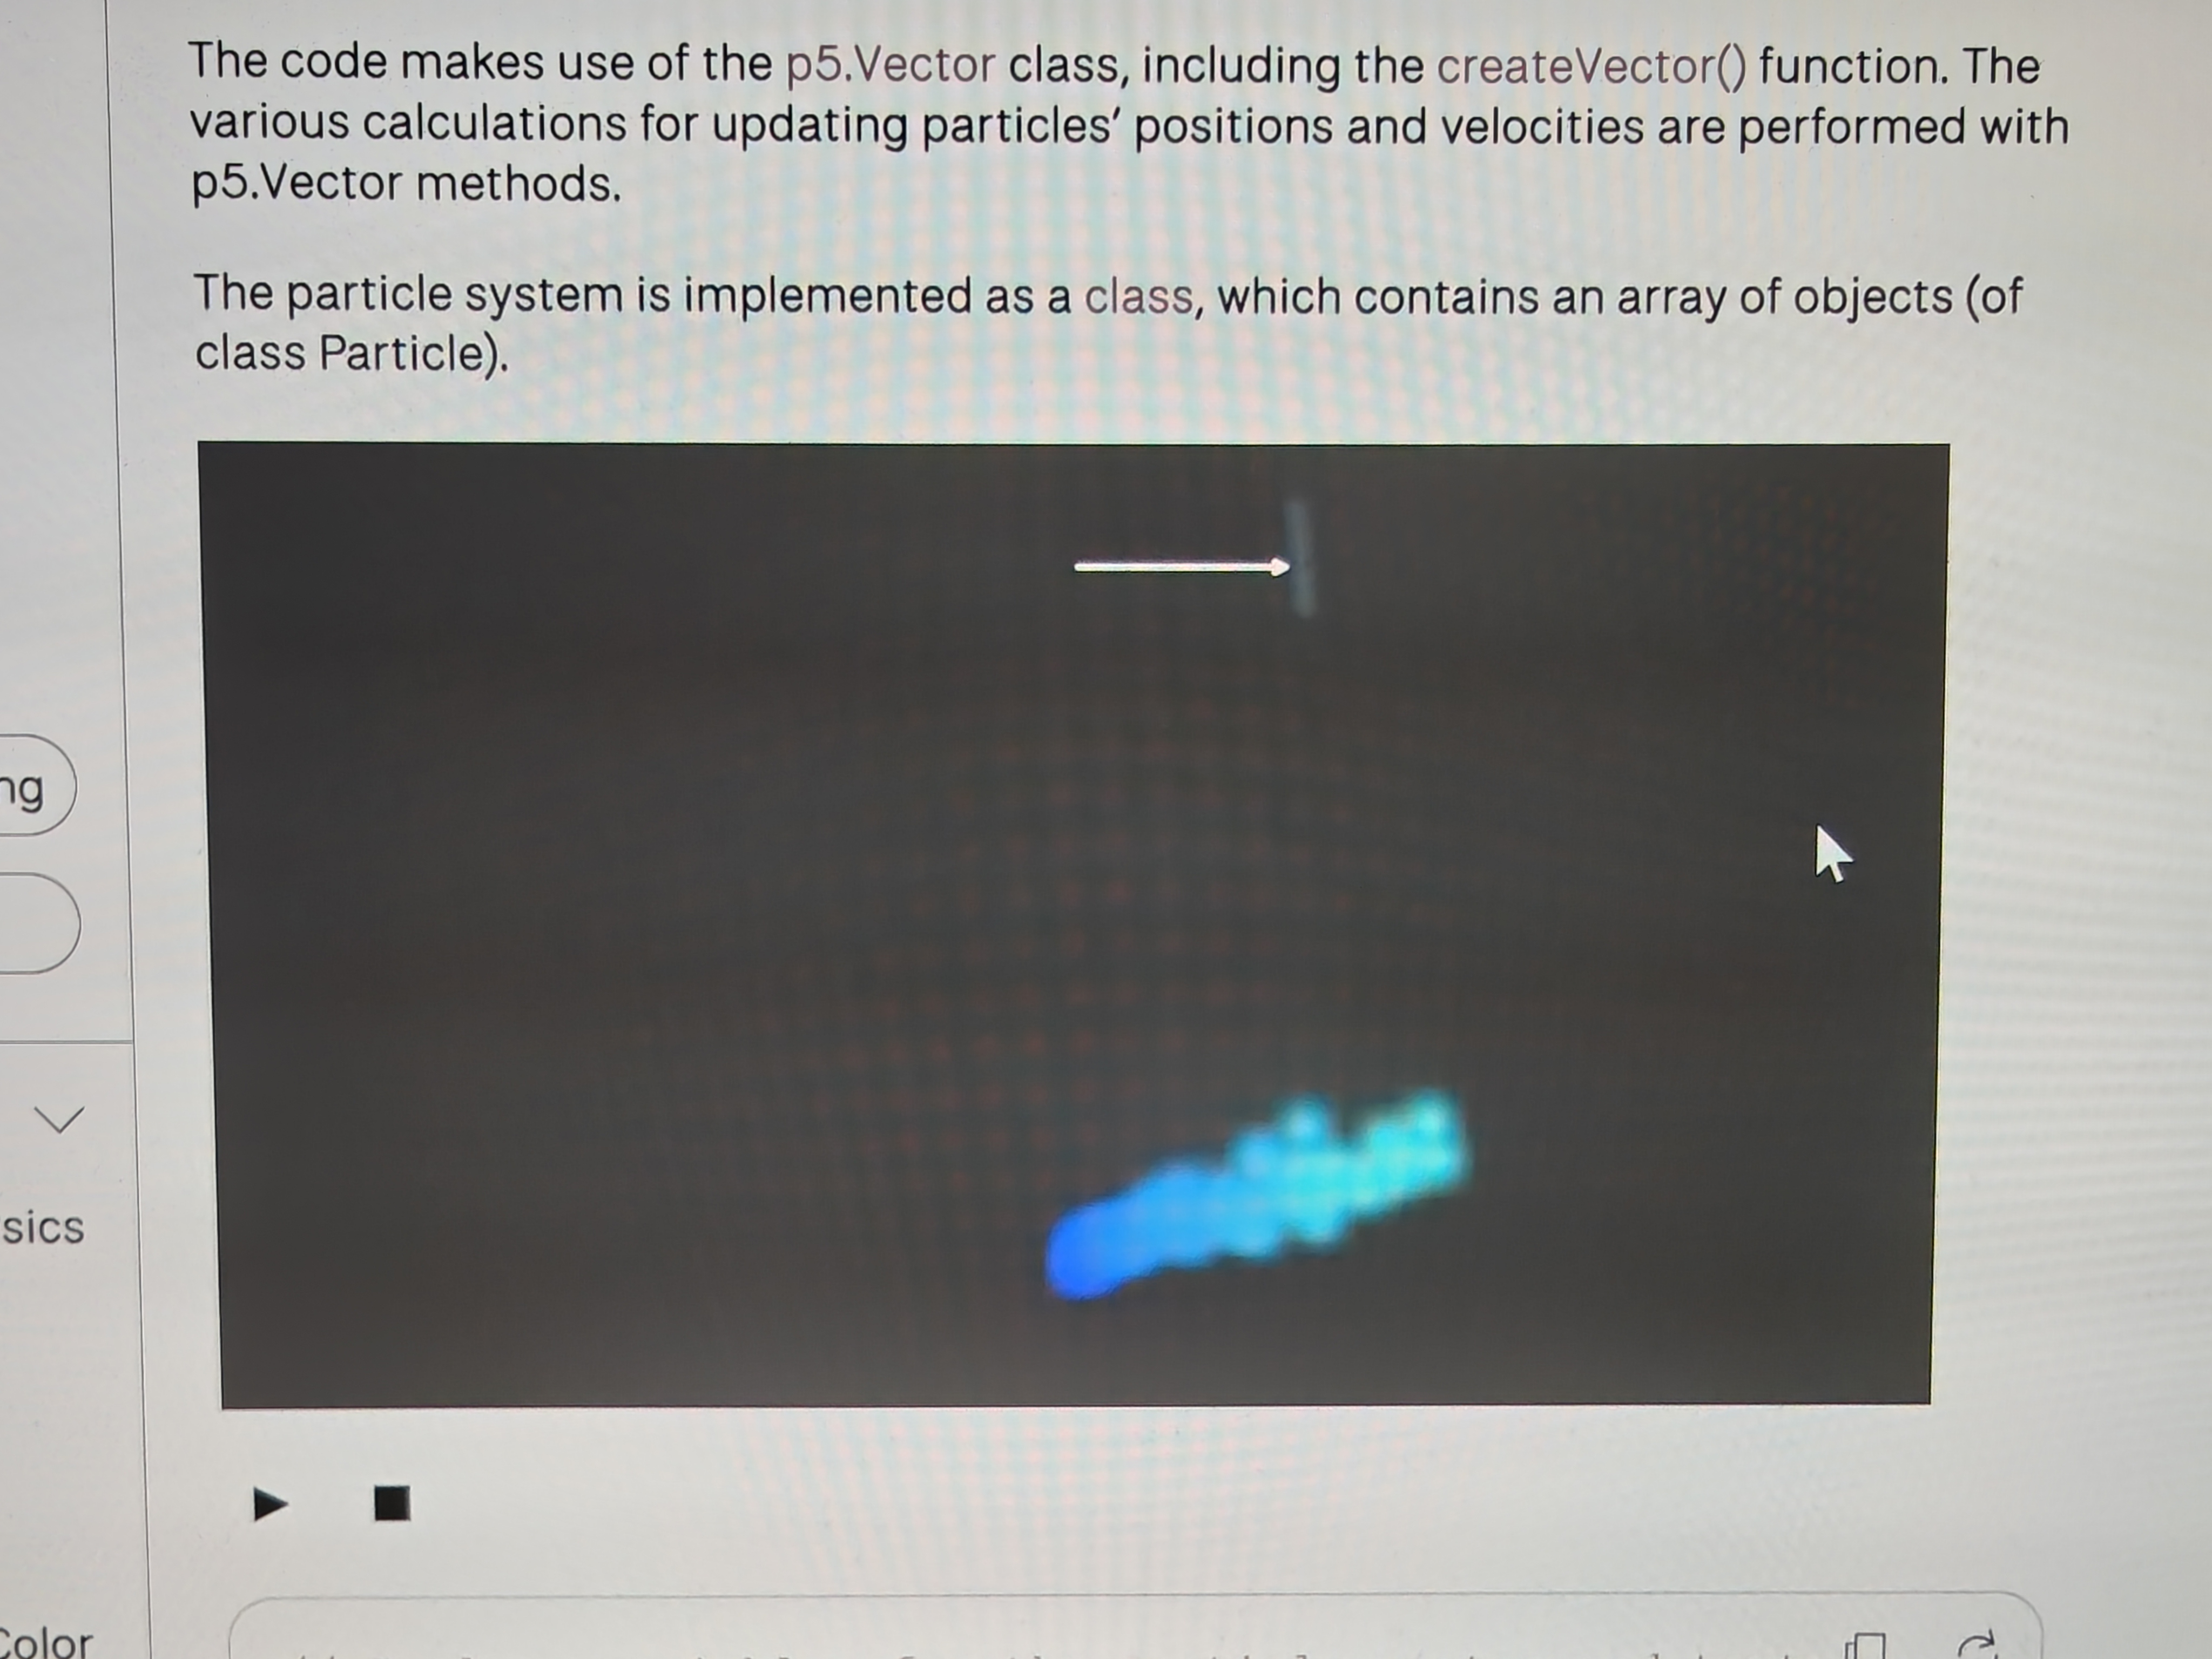 The code makes use of the p5.Vector class, including the createVector() function. The
various calculations for updating particles’ positions and velocities are performed with
p5.Vector methods.
The particle system is implemented as a class, which contains an array of objects (of
class Particle).
ng
sics
Color